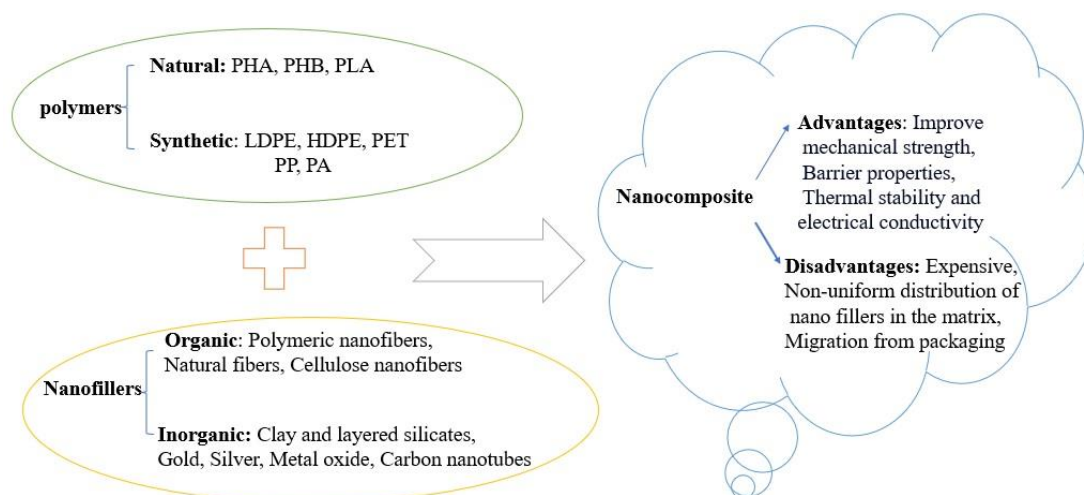 Natural: PHA, PHB, PLA
polymers
Synthetic: LDPE, HDPE, PET
PP, PA
Organic: Polymeric nanofibers,
Natural fibers, Cellulose nanofibers
Nanofillers
Inorganic: Clay and layered silicates,
Gold, Silver, Metal oxide, Carbon nanotubes
Nanocomposite
Advantages: Improve
mechanical strength,
Barrier properties,
Thermal stability and
electrical conductivity
Disadvantages: Expensive,
Non-uniform distribution of
nano fillers in the matrix,
Migration from packaging